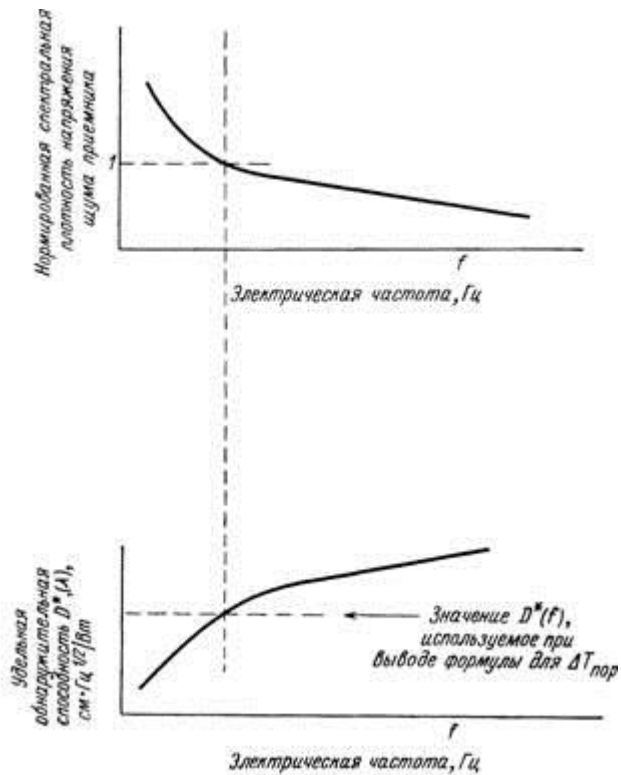 Нормированная спектральная
плотность напряжения
шума приемника
1
f
Электрическая частота, Гц
Удельная
обнаружительная
способность D*,(λ),
см·Гц 1/2/Вт
Значение D*(f),
используемое при
выводе формулы для ΔTпор
f
Электрическая частота, Гц